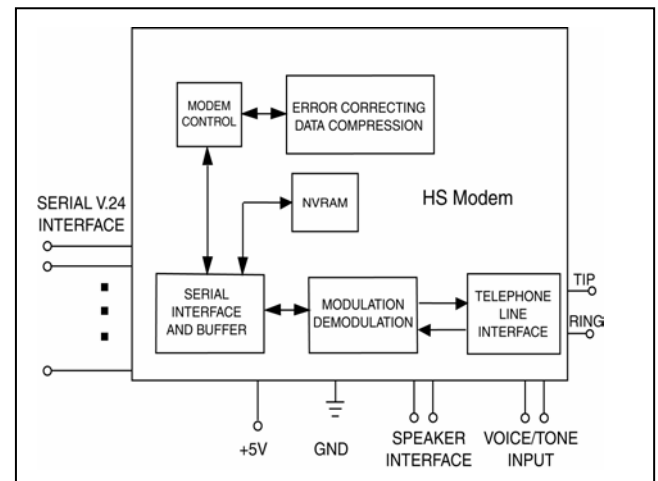 MODEM
CONTROL
ERROR CORRECTING
DATA COMPRESSION
NVRAM
HS Modem
SERIAL V.24
INTERFACE
SERIAL
INTERFACE
AND BUFFER
MODULATION
DEMODULATION
TELEPHONE
LINE
INTERFACE
TIP
RING
+5V
GND
SPEAKER
INTERFACE
VOICE/TONE
INPUT